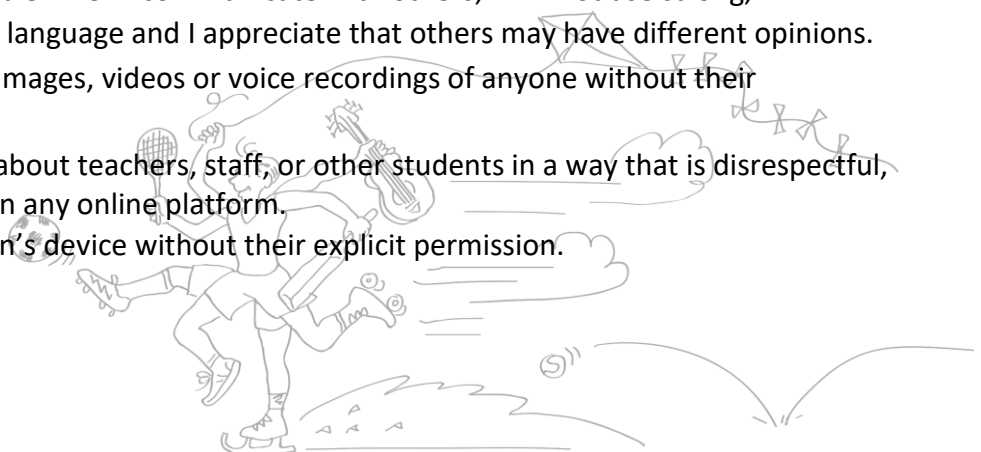 language and I appreciate that others may have different opinions.
mages, videos or voice recordings of anyone without their
about teachers, staff, or other students in a way that is disrespectful,
n any online platform.
n’s device without their explicit permission.